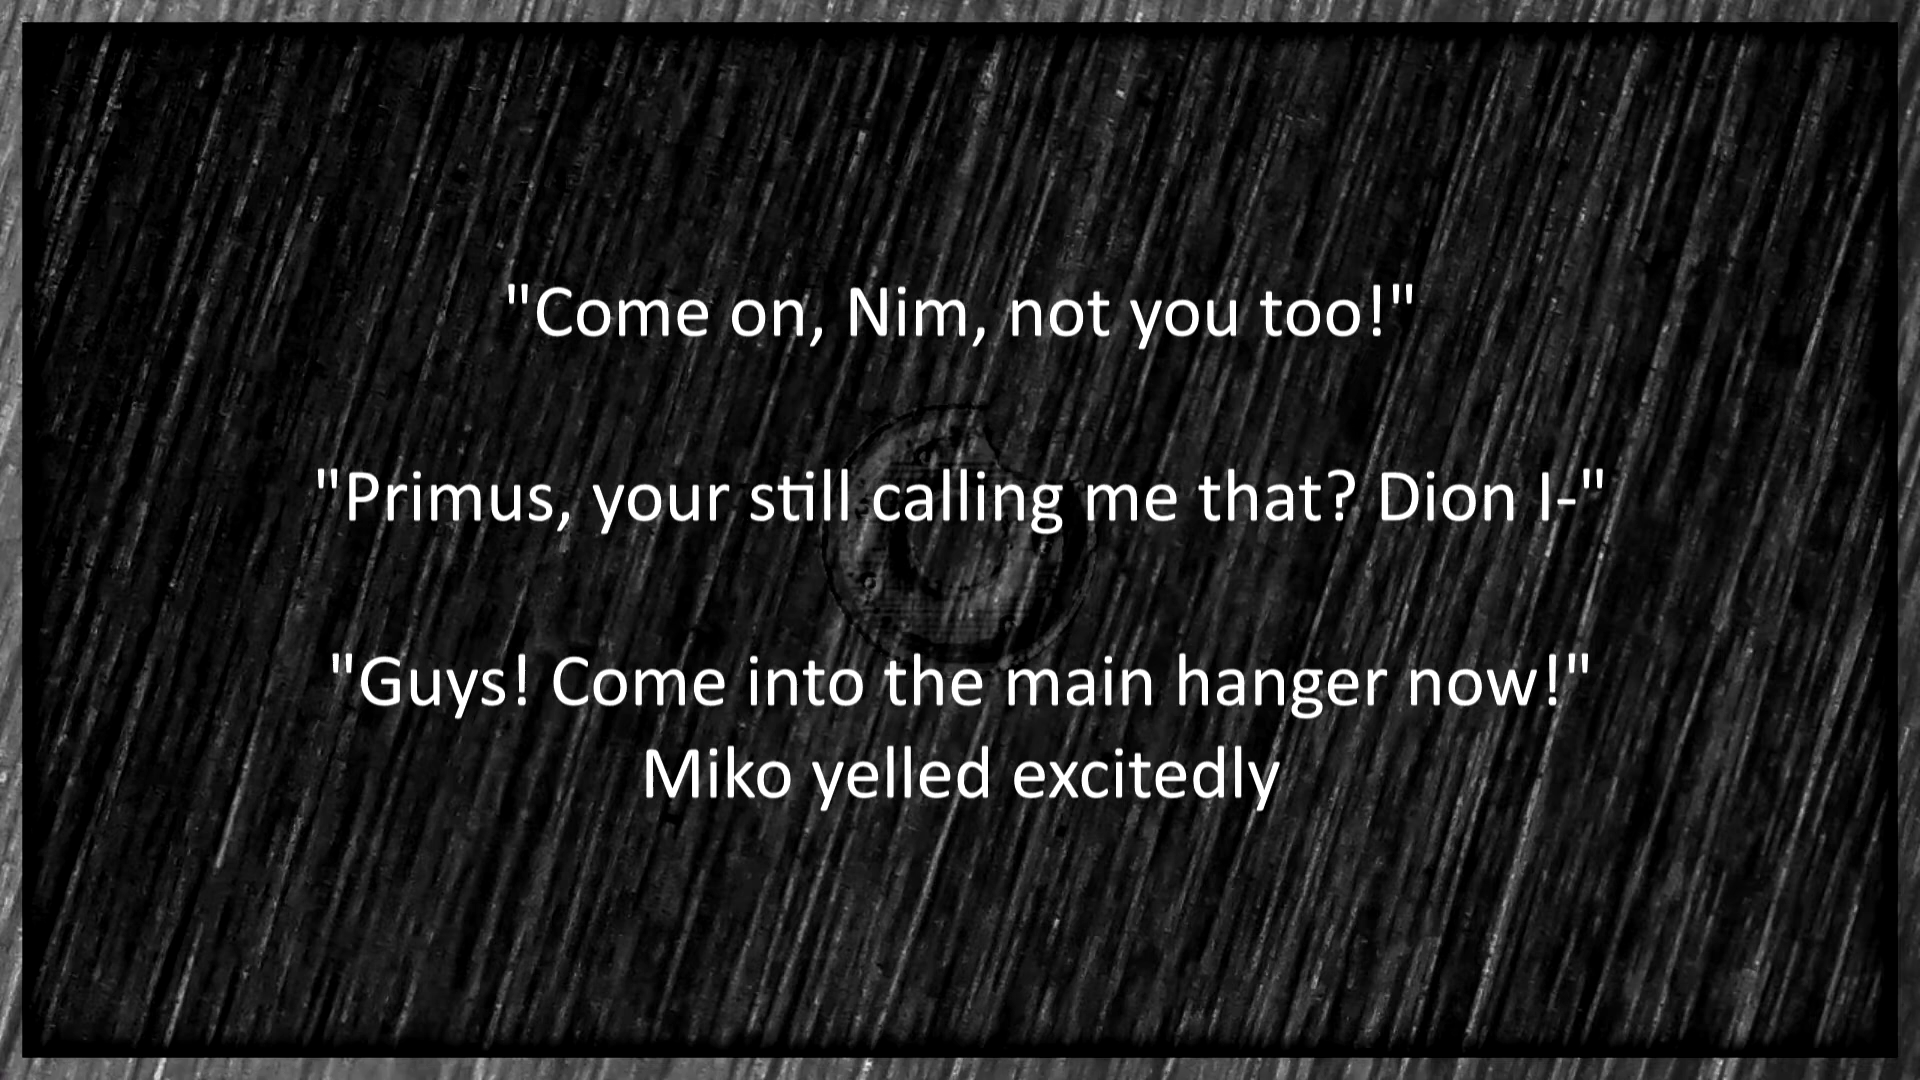 "Come on, Nim, not you too!"
"Primus, your still calling me that? Dion I-"
"Guys! Come into the main hanger now!"
Miko yelled excitedly